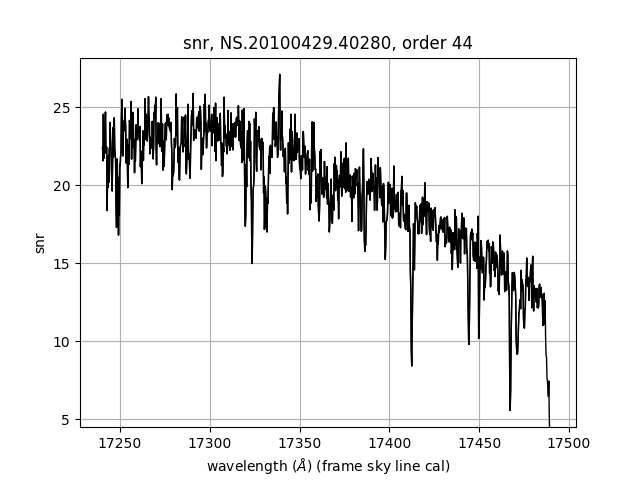 snr, NS.20100429.40280, order 44
25
20
15
10
5
snr
17250 17300 17350 17400 17450 17500
wavelength (Å) (frame sky line cal)